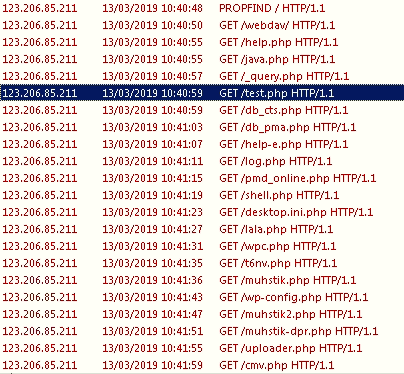 123.206.85.211 13/03/2019 10:40:48 PROPFIND / HTTP/1.1
123.206.85.211 13/03/2019 10:40:50 GET /webdav/ HTTP/1.1
123.206.85.211 13/03/2019 10:40:55 GET /help.php HTTP/1.1
123.206.85.211 13/03/2019 10:40:55 GET /java.php HTTP/1.1
123.206.85.211 13/03/2019 10:40:57 GET /_query.php HTTP/1.1
123.206.85.211 13/03/2019 10:40:59 GET /test.php HTTP/1.1
123.206.85.211 13/03/2019 10:40:59 GET /db_cts.php HTTP/1.1
123.206.85.211 13/03/2019 10:41:03 GET /db_pma.php HTTP/1.1
123.206.85.211 13/03/2019 10:41:07 GET /help-e.php HTTP/1.1
123.206.85.211 13/03/2019 10:41:11 GET /log.php HTTP/1.1
123.206.85.211 13/03/2019 10:41:15 GET /pmd_online.php HTTP/1.1
123.206.85.211 13/03/2019 10:41:19 GET /shell.php HTTP/1.1
123.206.85.211 13/03/2019 10:41:23 GET /desktop.ini.php HTTP/1.1
123.206.85.211 13/03/2019 10:41:27 GET /lala.php HTTP/1.1
123.206.85.211 13/03/2019 10:41:31 GET /wpc.php HTTP/1.1
123.206.85.211 13/03/2019 10:41:35 GET /t6nv.php HTTP/1.1
123.206.85.211 13/03/2019 10:41:36 GET /muhstik.php HTTP/1.1
123.206.85.211 13/03/2019 10:41:43 GET /wp-config.php HTTP/1.1
123.206.85.211 13/03/2019 10:41:47 GET /muhstik2.php HTTP/1.1
123.206.85.211 13/03/2019 10:41:51 GET /muhstik-dpr.php HTTP/1.1
123.206.85.211 13/03/2019 10:41:55 GET /uploader.php HTTP/1.1
123.206.85.211 13/03/2019 10:41:59 GET /cmv.php HTTP/1.1